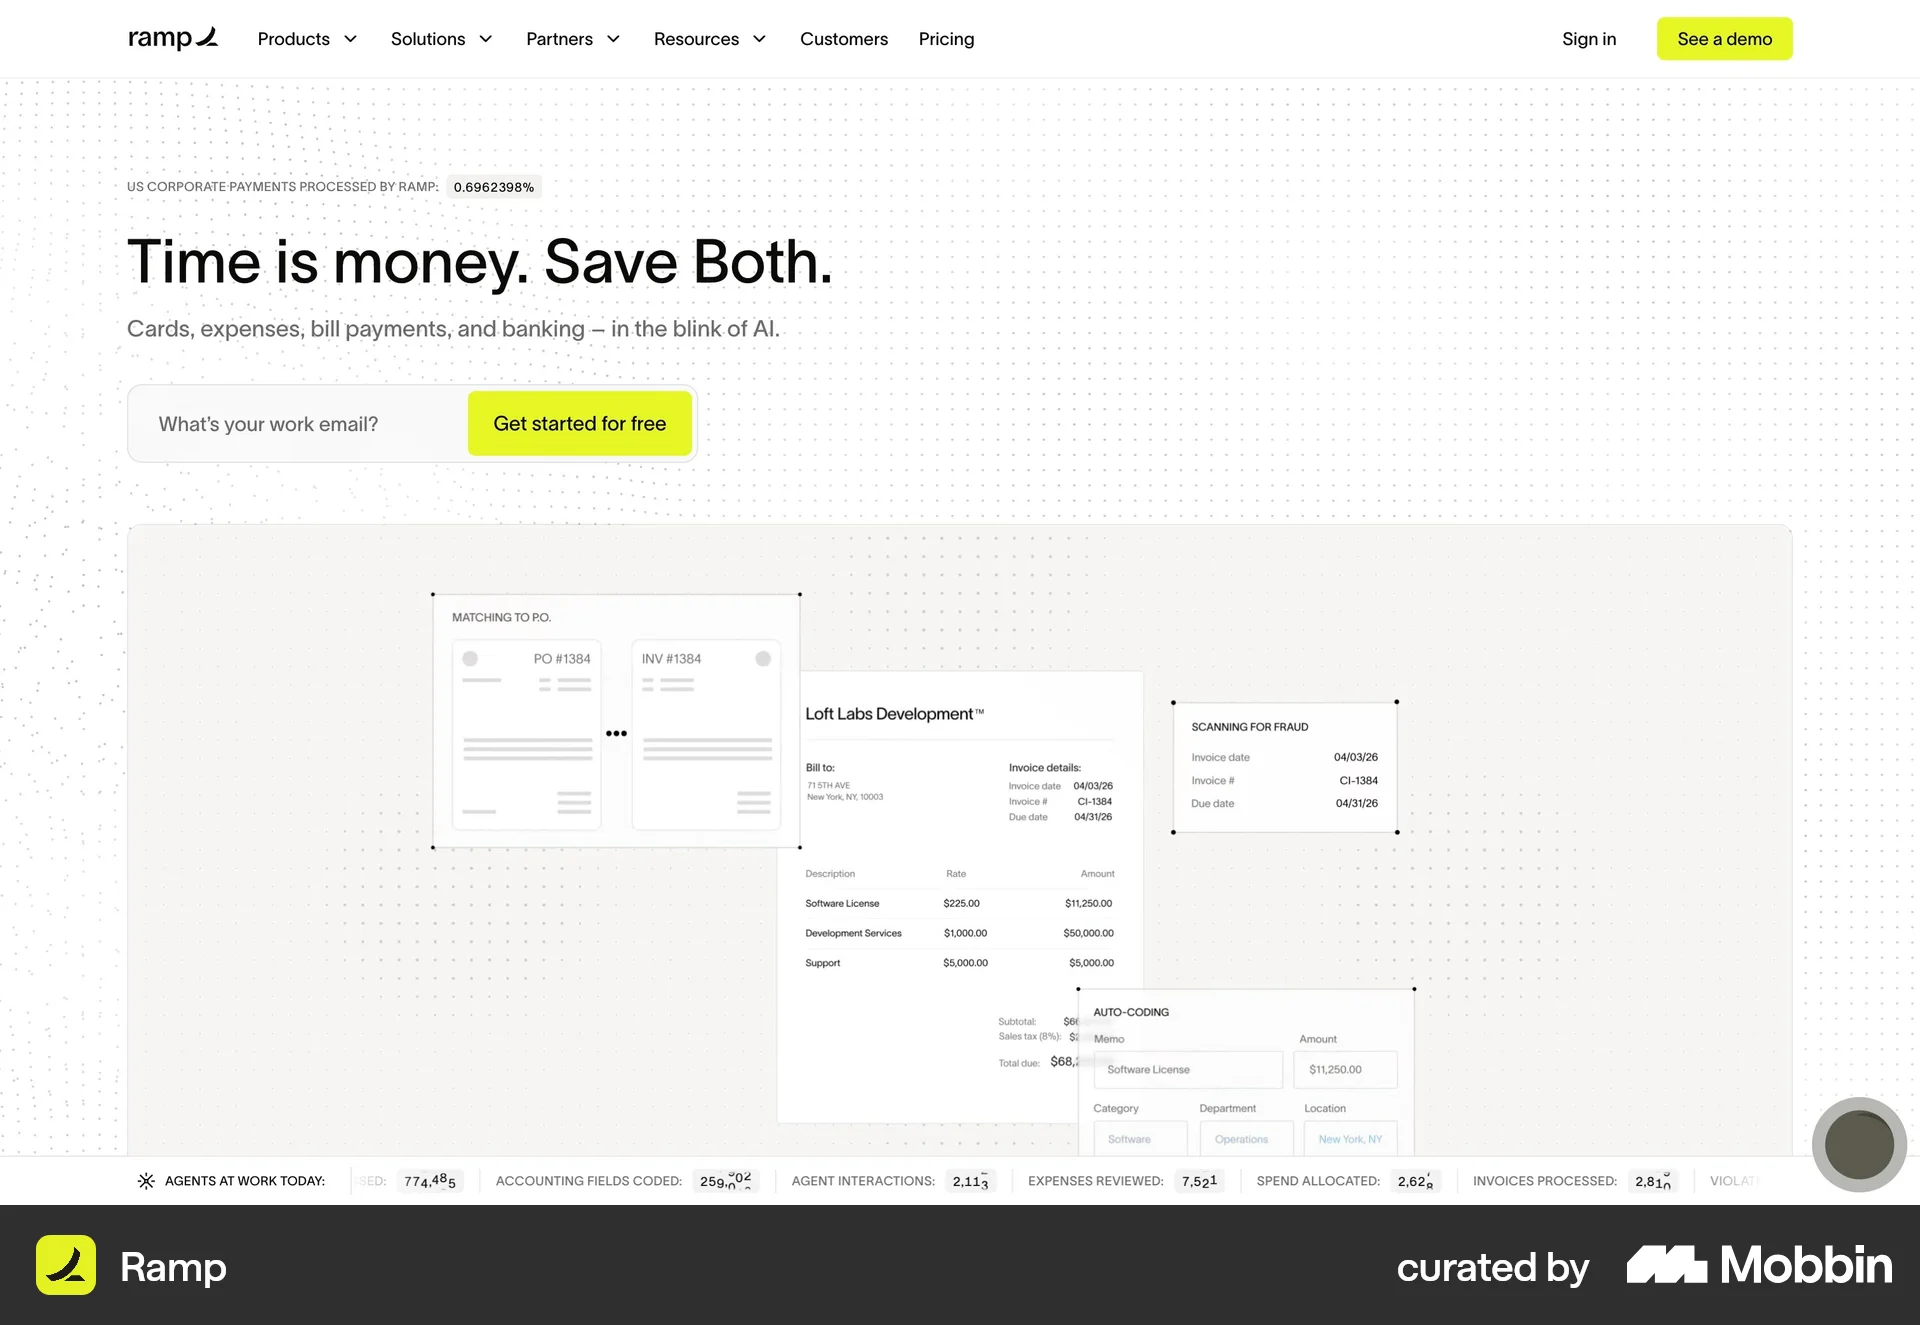 ramp Products Solutions Partners Resources Customers Pricing Sign in See a demo
US CORPORATE PAYMENTS PROCESSED BY RAMP: 0.6962398%
Time is money. Save Both.
Cards, expenses, bill payments, and banking – in the blink of AI.
What's your work email? Get started for free
MATCHING TO P.O.
PO #1384 INV #1384
Loft Labs Development™
Bill to:
71 5TH AVE
New York, NY, 10003
Invoice details:
Invoice date 04/03/26
Invoice # CI-1384
Due date 04/31/26
Description Rate Amount
Software License $225.00 $11,250.00
Development Services $1,000.00 $50,000.00
Support $5,000.00 $5,000.00
Subtotal:
Sales tax (8%):
Total due: $68,
SCANNING FOR FRAUD
Invoice date 04/03/26
Invoice # CI-1384
Due date 04/31/26
AUTO-CODING
Memo Amount
Software License $11,250.00
Category Department Location
Software Operations New York, NY
AGENTS AT WORK TODAY: 774,485 ACCOUNTING FIELDS CODED: AGENT INTERACTIONS: 2,113 EXPENSES REVIEWED: 7,521 SPEND ALLOCATED: INVOICES PROCESSED:
Ramp curated by Mobbin